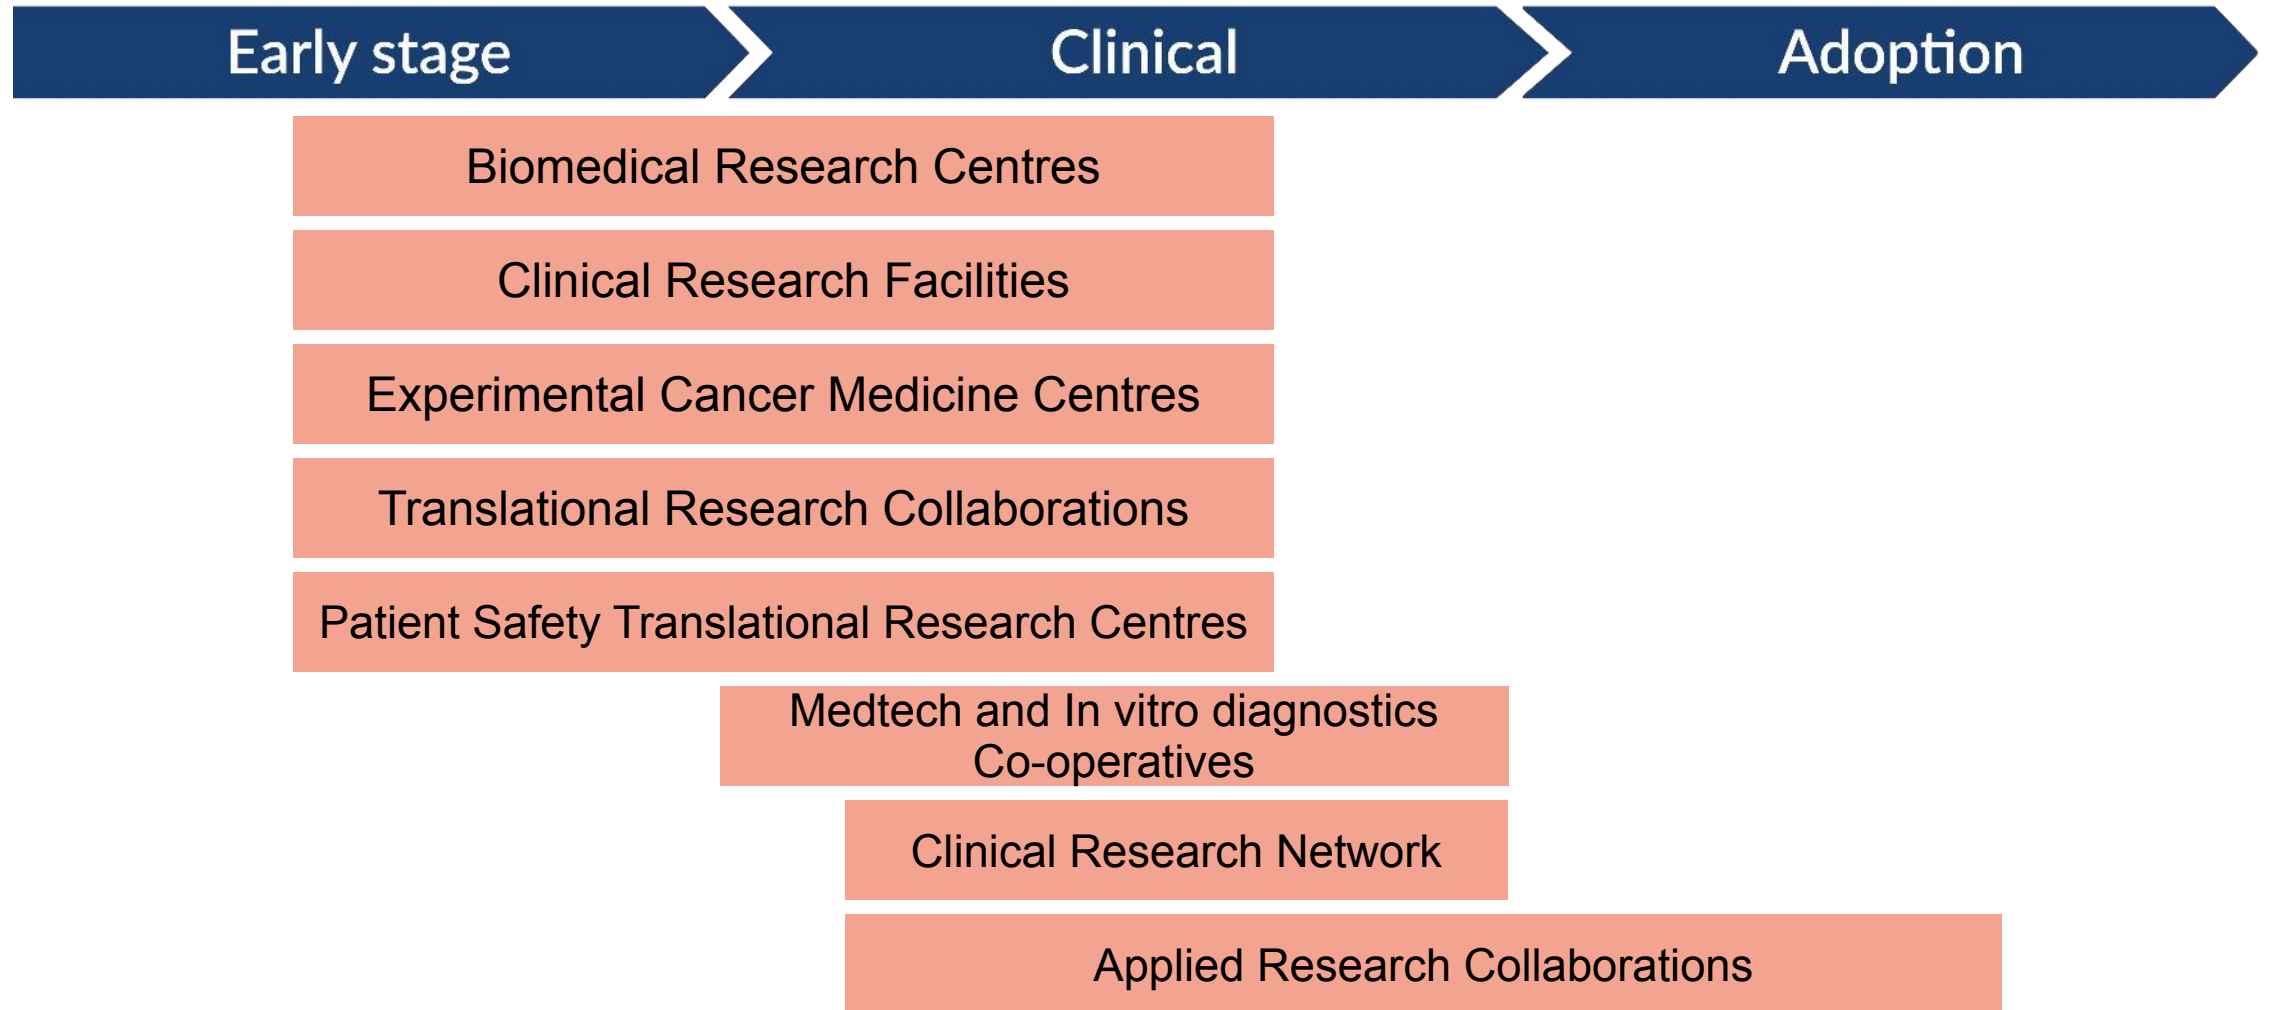 Early stage
Clinical
Adoption
Biomedical Research Centres
Clinical Research Facilities
Experimental Cancer Medicine Centres
Translational Research Collaborations
Patient Safety Translational Research Centres
Medtech and In vitro diagnostics
Co-operatives
Clinical Research Network
Applied Research Collaborations